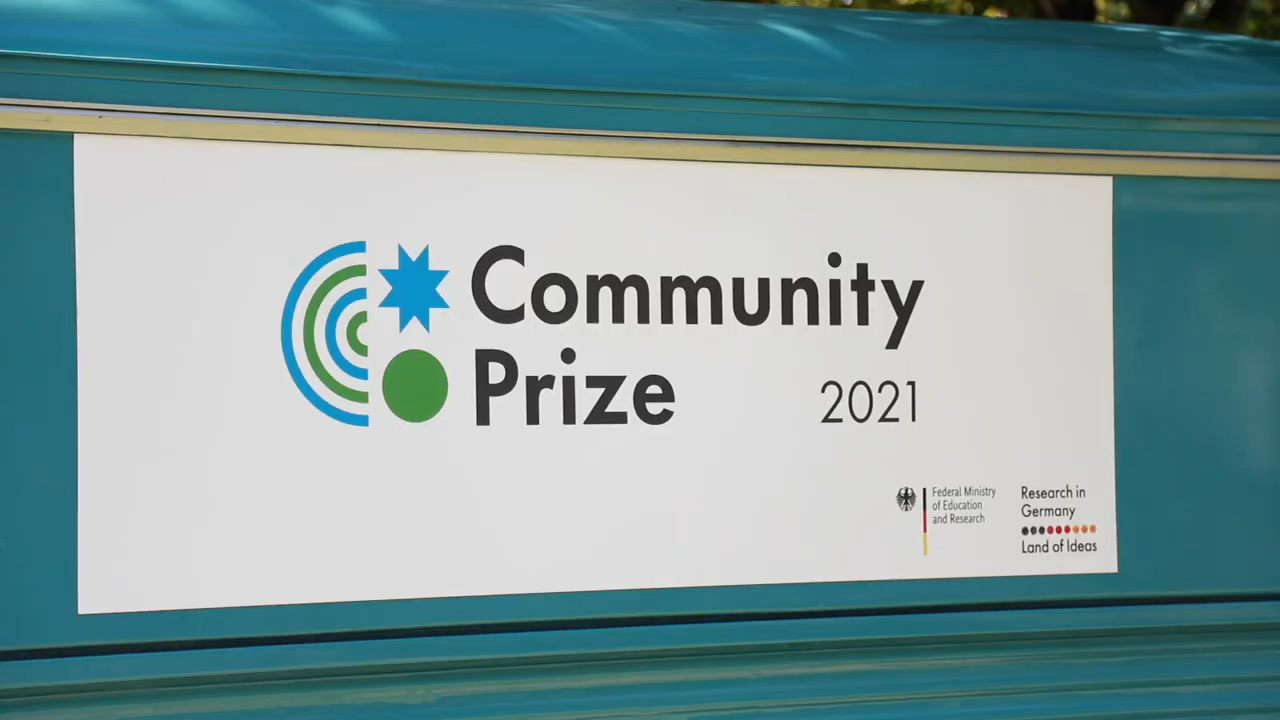 Community
Prize 2021
Federal Ministry
of Education
and Research
Research in
Germany
Land of Ideas